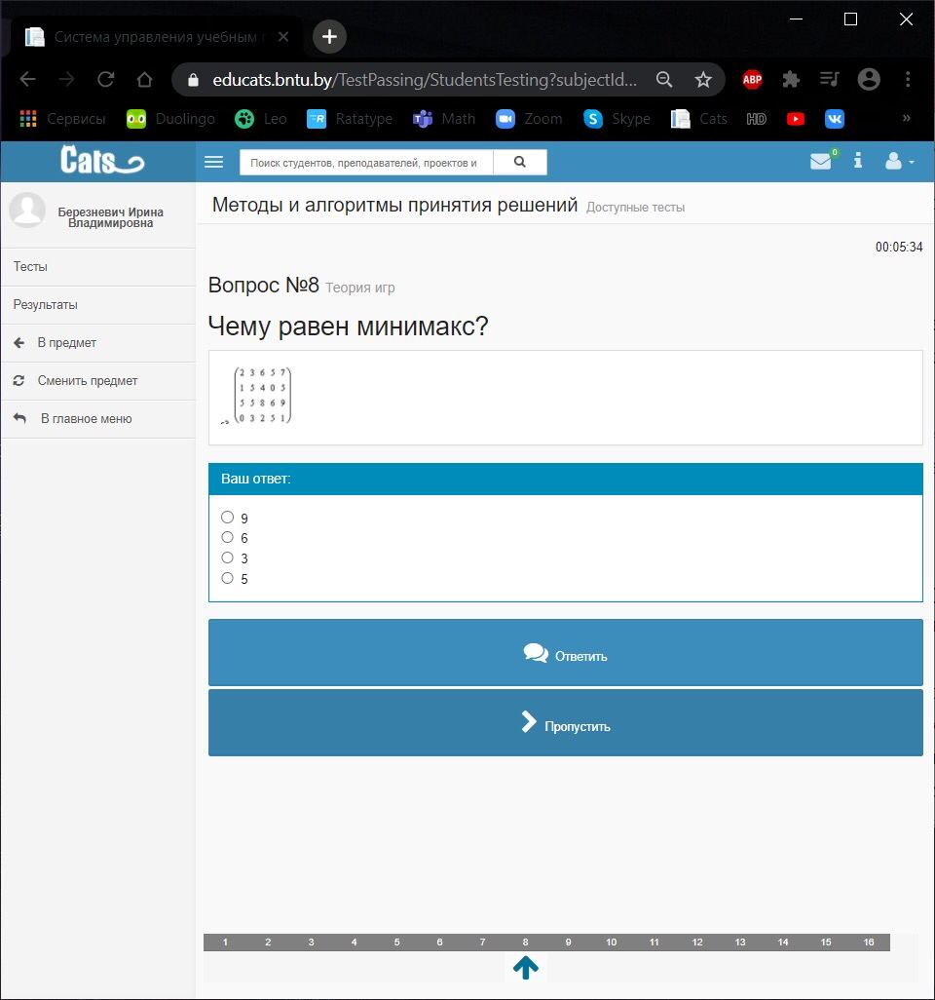 Система управления учебным
educats.bntu.by/TestPassing/StudentsTesting?subjectId...
ABP
Сервисы Duolingo Leo Ratatype Math Zoom Skype Cats HD »
Cats
Поиск студентов, преподавателей, проектов и
0
Березневич Ирина
Владимировна
Тесты
Результаты
В предмет
Сменить предмет
В главное меню
Методы и алгоритмы принятия решений Доступные тесты
00:05:34
Вопрос №8 Теория игр
Чему равен минимакс?
2 3 6 5 7
1 5 4 0 5
5 5 8 6 9
0 3 2 5 1
Ваш ответ:
9
6
3
5
Ответить
Пропустить
1 2 3 4 5 6 7 8 9 10 11 12 13 14 15 16